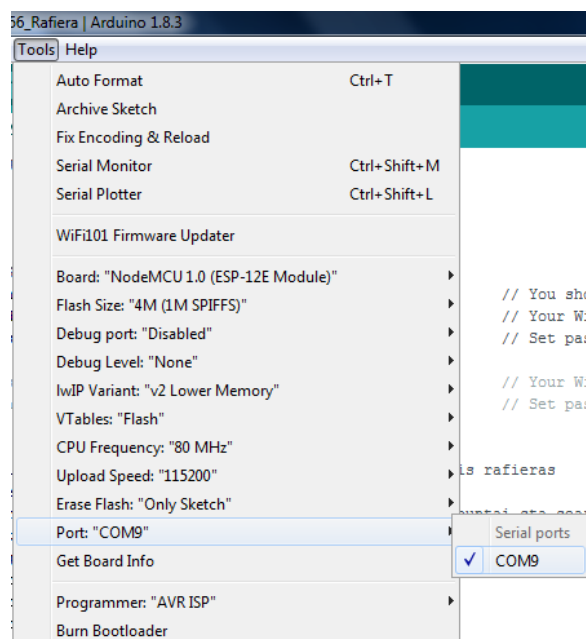 56_Rafiera | Arduino 1.8.3
Tools Help
Auto Format Ctrl+T
Archive Sketch
Fix Encoding & Reload
Serial Monitor Ctrl+Shift+M
Serial Plotter Ctrl+Shift+L
WiFi101 Firmware Updater
Board: "NodeMCU 1.0 (ESP-12E Module)"
Flash Size: "4M (1M SPIFFS)" // You sho
Debug port: "Disabled" // Your Wi
Debug Level: "None" // Set pas
IwIP Variant: "v2 Lower Memory" // Your Wi
VTables: "Flash" // Set pas
CPU Frequency: "80 MHz"
Upload Speed: "115200" is rafieras
Erase Flash: "Only Sketch"
Port: "COM9" Serial ports
Get Board Info COM9
Programmer: "AVR ISP"
Burn Bootloader